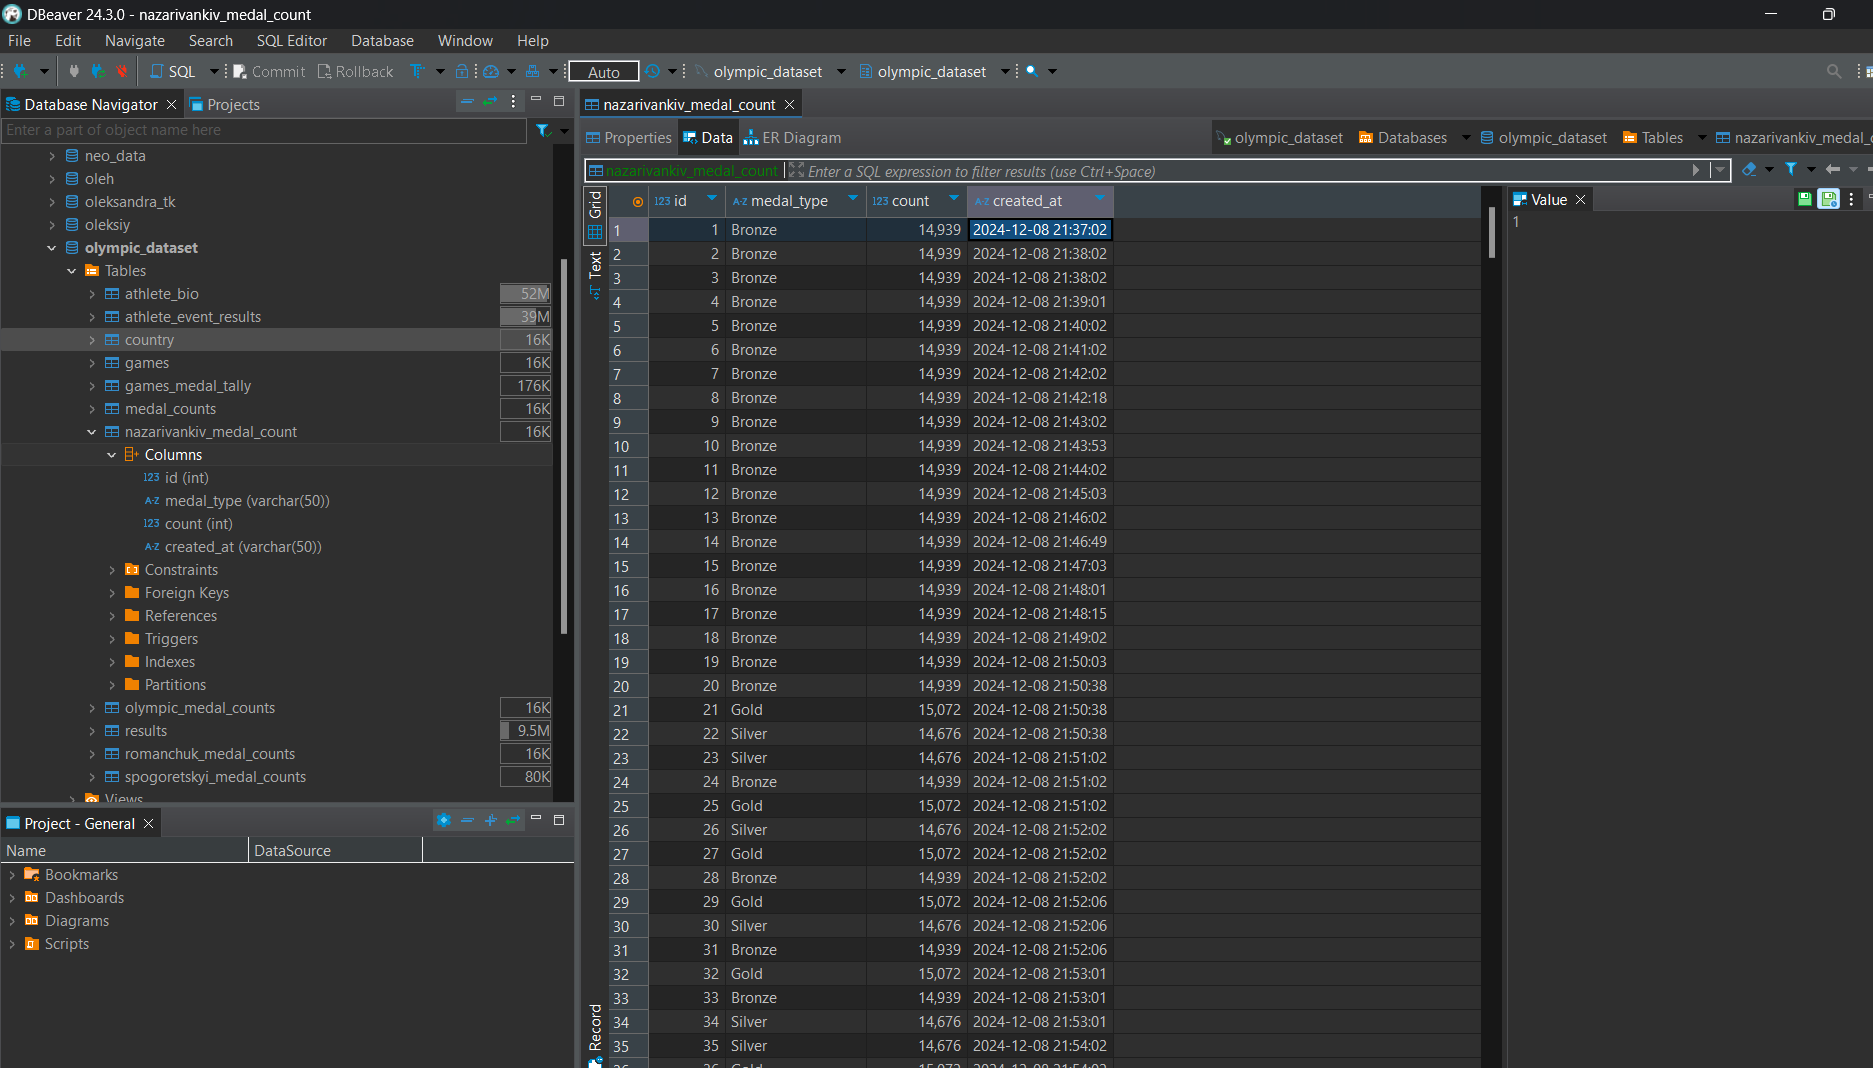 DBeaver 24.3.0 - nazarivankiv_medal_count
File Edit Navigate Search SQL Editor Database Window Help
SQL Commit Rollback Auto olympic_dataset olympic_dataset
Database Navigator Projects
Enter a part of object name here
neo_data
oleh
oleksandra_tk
oleksiy
olympic_dataset
Tables
athlete_bio 52M
athlete_event_results 39M
country 16K
games 16K
games_medal_tally 176K
medal_counts 16K
nazarivankiv_medal_count 16K
Columns
123 id (int)
A-Z medal_type (varchar(50))
123 count (int)
A-Z created_at (varchar(50))
Constraints
Foreign Keys
References
Triggers
Indexes
Partitions
olympic_medal_counts 16K
results 9.5M
romanchuk_medal_counts 16K
spogoretskyi_medal_counts 80K
Views
Project - General
Name DataSource
Bookmarks
Dashboards
Diagrams
Scripts
nazarivankiv_medal_count
Properties Data ER Diagram olympic_dataset Databases olympic_dataset Tables nazarivankiv_medal_c
nazarivankiv_medal_count Enter a SQL expression to filter results (use Ctrl+Space)
Grid
Text
Record
123 id A-Z medal_type 123 count A-Z created_at
1 1 Bronze 14,939 2024-12-08 21:37:02
2 2 Bronze 14,939 2024-12-08 21:38:02
3 3 Bronze 14,939 2024-12-08 21:38:02
4 4 Bronze 14,939 2024-12-08 21:39:01
5 5 Bronze 14,939 2024-12-08 21:40:02
6 6 Bronze 14,939 2024-12-08 21:41:02
7 7 Bronze 14,939 2024-12-08 21:42:02
8 8 Bronze 14,939 2024-12-08 21:42:18
9 9 Bronze 14,939 2024-12-08 21:43:02
10 10 Bronze 14,939 2024-12-08 21:43:53
11 11 Bronze 14,939 2024-12-08 21:44:02
12 12 Bronze 14,939 2024-12-08 21:45:03
13 13 Bronze 14,939 2024-12-08 21:46:02
14 14 Bronze 14,939 2024-12-08 21:46:49
15 15 Bronze 14,939 2024-12-08 21:47:03
16 16 Bronze 14,939 2024-12-08 21:48:01
17 17 Bronze 14,939 2024-12-08 21:48:15
18 18 Bronze 14,939 2024-12-08 21:49:02
19 19 Bronze 14,939 2024-12-08 21:50:03
20 20 Bronze 14,939 2024-12-08 21:50:38
21 21 Gold 15,072 2024-12-08 21:50:38
22 22 Silver 14,676 2024-12-08 21:50:38
23 23 Silver 14,676 2024-12-08 21:51:02
24 24 Bronze 14,939 2024-12-08 21:51:02
25 25 Gold 15,072 2024-12-08 21:51:02
26 26 Silver 14,676 2024-12-08 21:52:02
27 27 Gold 15,072 2024-12-08 21:52:02
28 28 Bronze 14,939 2024-12-08 21:52:02
29 29 Gold 15,072 2024-12-08 21:52:06
30 30 Silver 14,676 2024-12-08 21:52:06
31 31 Bronze 14,939 2024-12-08 21:52:06
32 32 Gold 15,072 2024-12-08 21:53:01
33 33 Bronze 14,939 2024-12-08 21:53:01
34 34 Silver 14,676 2024-12-08 21:53:01
35 35 Silver 14,676 2024-12-08 21:54:02
Value
1